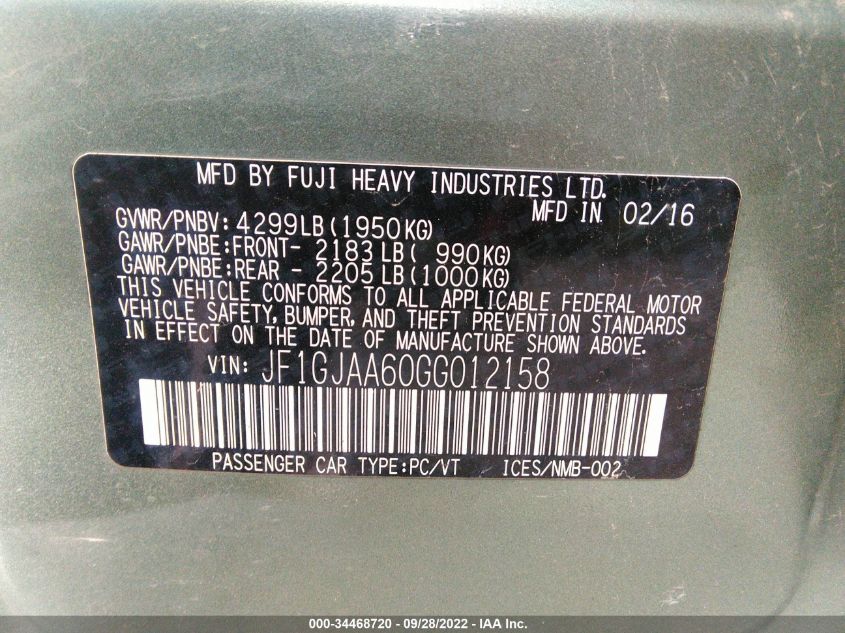 MFD BY FUJI HEAVY INDUSTRIES LTD.
MFD IN 02/16
GVWR/PNBV: 4299LB(1950KG)
GAWR/PNBE:FRONT- 2183LB( 990KG)
GAWR/PNBE:REAR - 2205LB(1000KG)
THIS VEHICLE CONFORMS TO ALL APPLICABLE FEDERAL MOTOR
VEHICLE SAFETY, BUMPER, AND THEFT PREVENTION STANDARDS
IN EFFECT ON THE DATE OF MANUFACTURE SHOWN ABOVE.
VIN: JF1GJAA60GG012158
PASSENGER CAR TYPE:PC/VT ICES/NMB-002
000-34468720 - 09/28/2022 - IAA Inc.